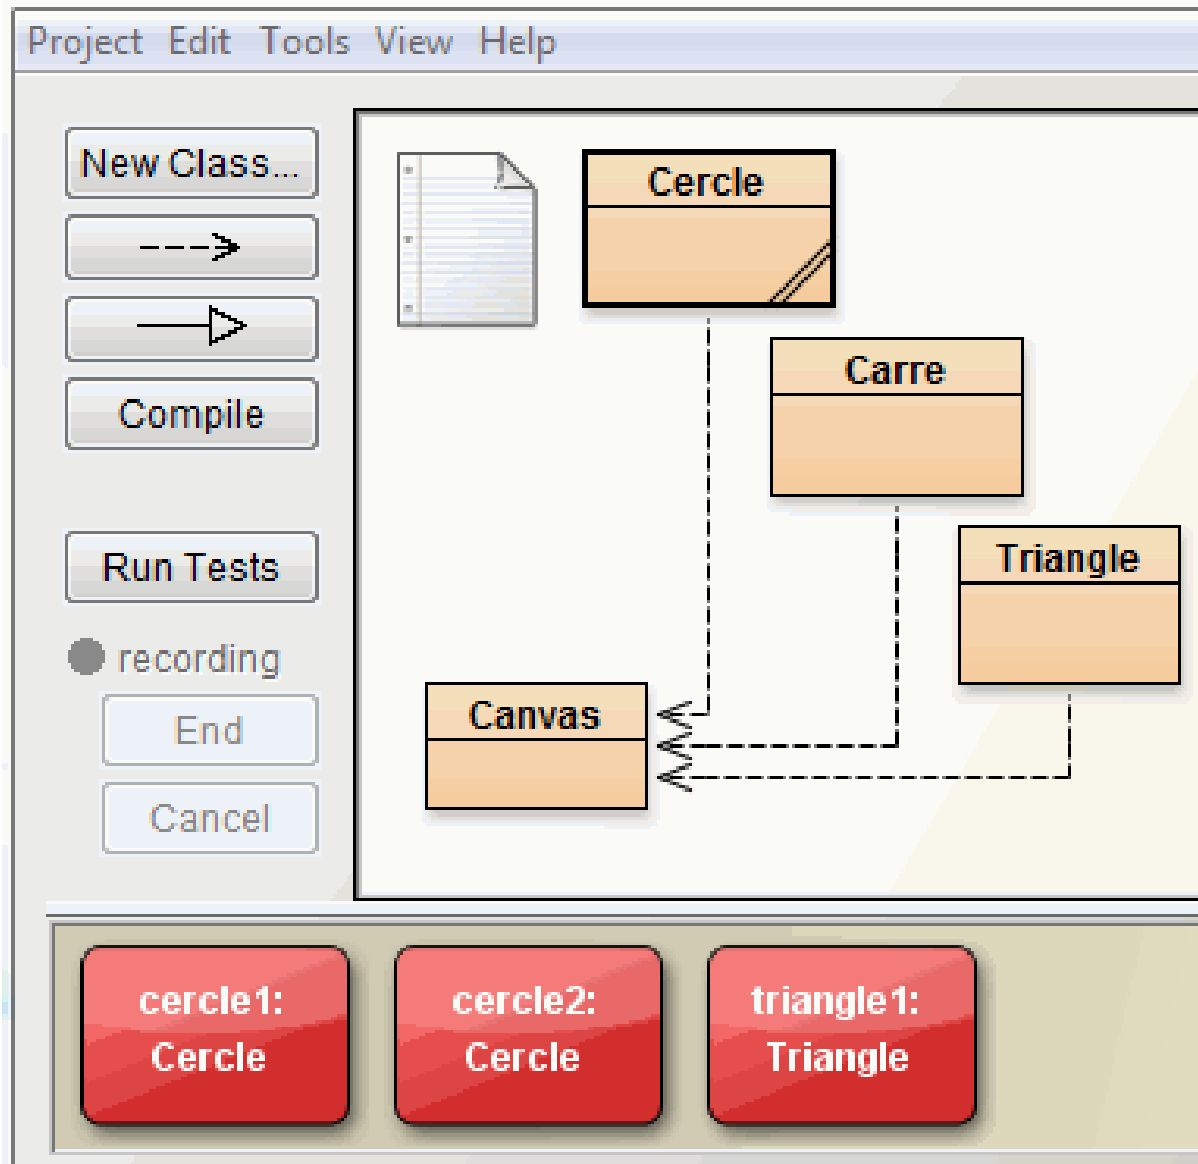 Project Edit Tools View Help
New Class...
Compile
Run Tests
recording
End
Cancel
Cercle
Carre
Triangle
Canvas
cercle1:
Cercle
cercle2:
Cercle
triangle1:
Triangle